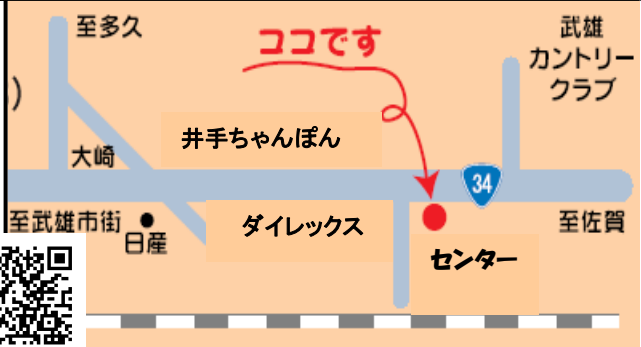 至多久
ココです
武雄
カントリー
クラブ
)
井手ちゃんぽん
大崎
34
至武雄市街
日産
ダイレックス
至佐賀
センター